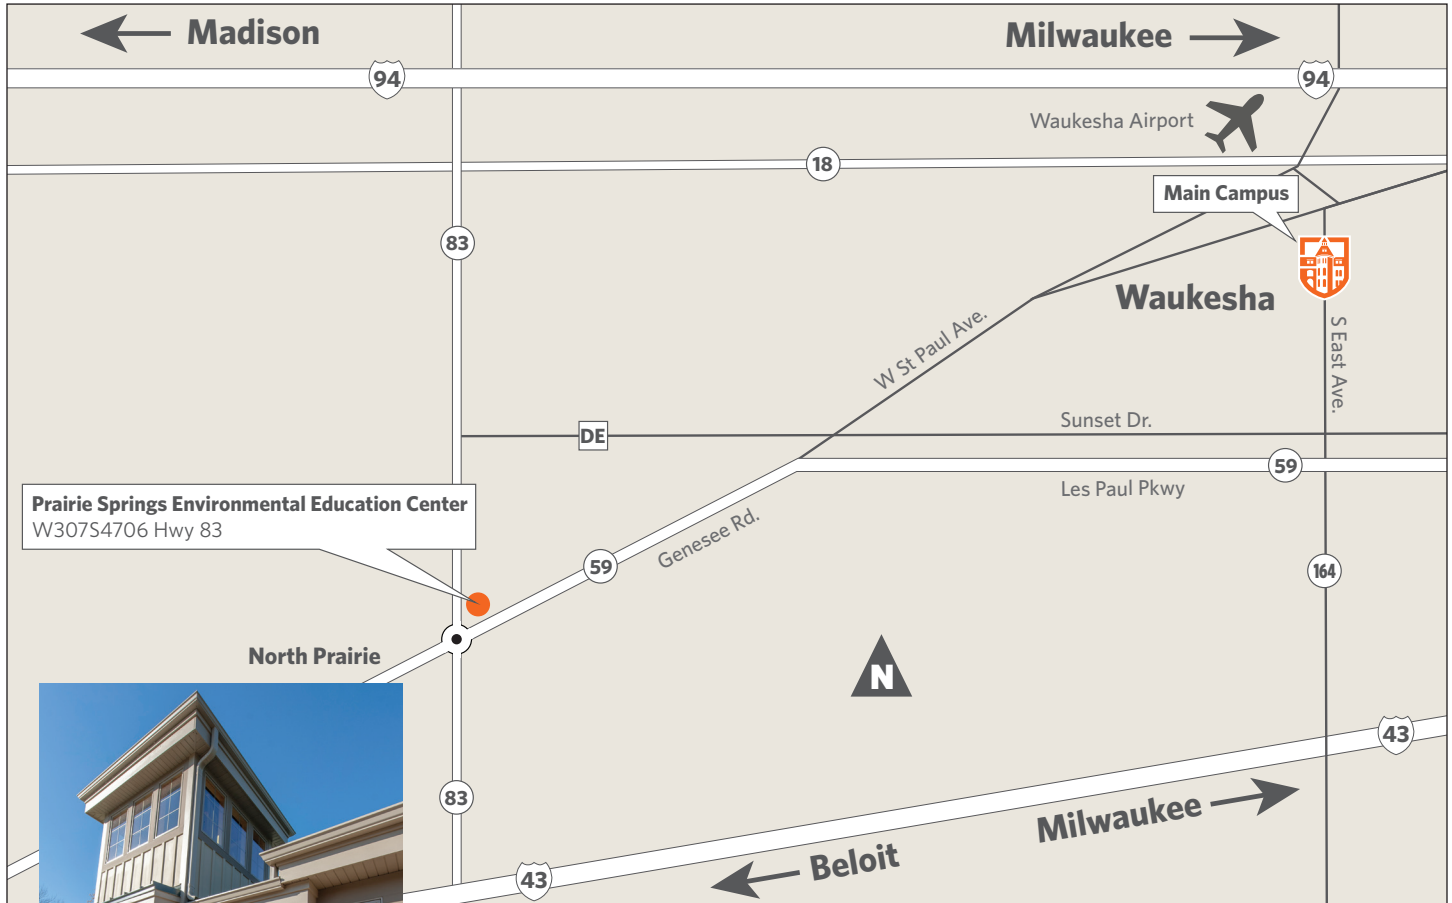 Madison
Milwaukee
94
94
Waukesha Airport
18
Main Campus
83
Waukesha
W St Paul Ave.
S East Ave.
Sunset Dr.
DE
59
Les Paul Pkwy
Prairie Springs Environmental Education Center
W307S4706 Hwy 83
Genesee Rd.
59
164
North Prairie
N
43
83
Milwaukee
Beloit
43